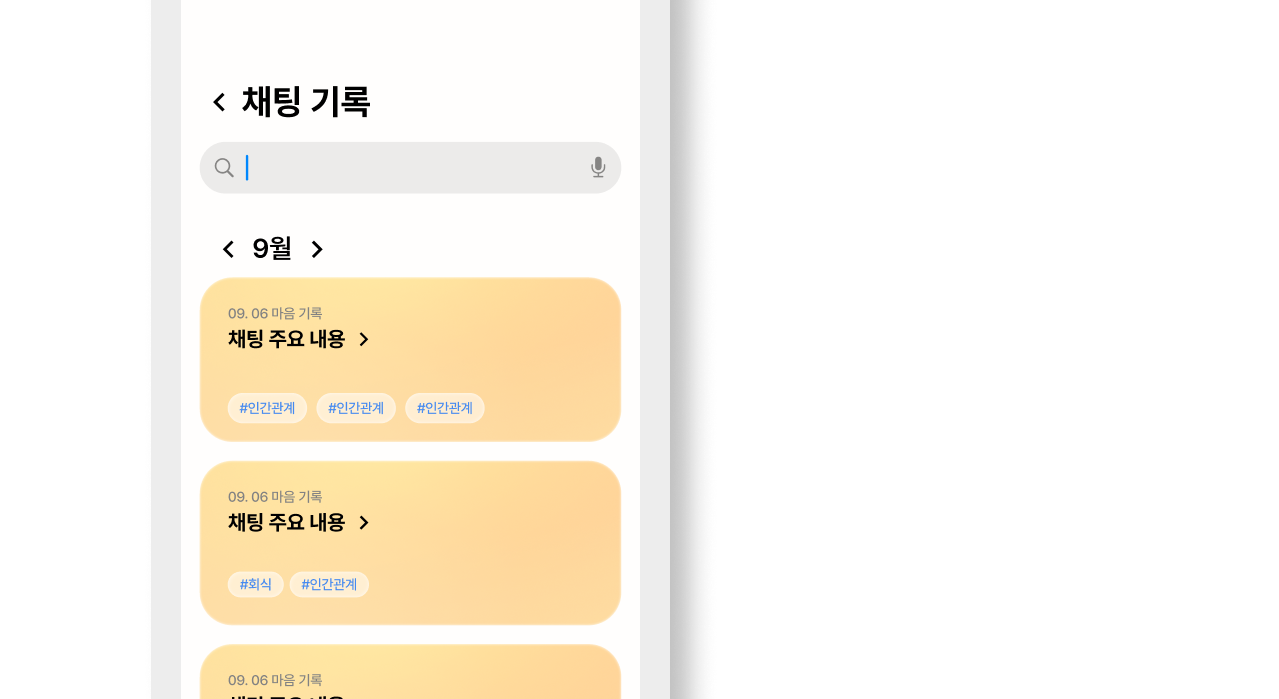 채팅 기록
9월
09. 06 마음 기록
채팅 주요 내용
#인간관계 #인간관계 #인간관계
09. 06 마음 기록
채팅 주요 내용
#회식 #인간관계
09. 06 마음 기록